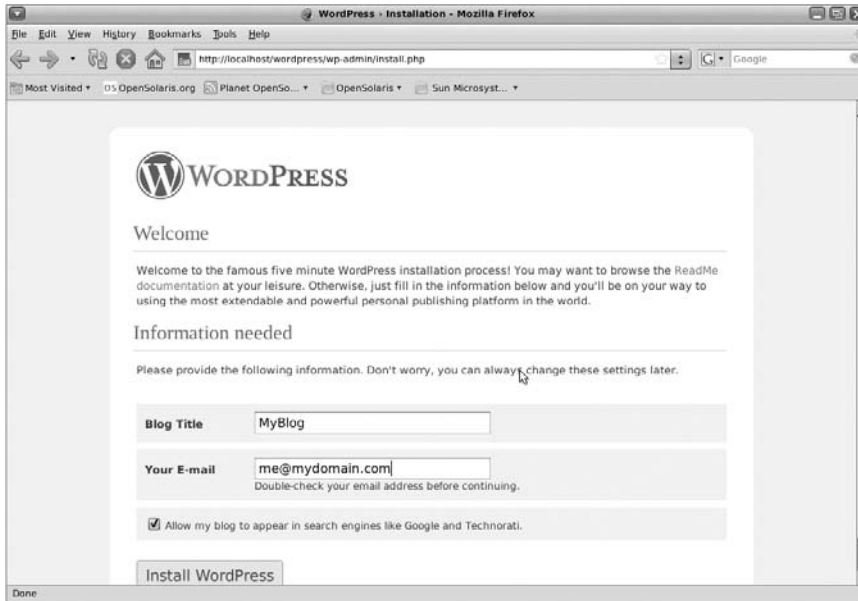 WordPress › Installation - Mozilla Firefox
File Edit View History Bookmarks Tools Help
http://localhost/wordpress/wp-admin/install.php
G Google
Most Visited OS OpenSolaris.org Planet OpenSo... OpenSolaris Sun Microsyst...
W WORDPRESS
Welcome
Welcome to the famous five minute WordPress installation process! You may want to browse the ReadMe
documentation at your leisure. Otherwise, just fill in the information below and you'll be on your way to
using the most extendable and powerful personal publishing platform in the world.
Information needed
Please provide the following information. Don't worry, you can always change these settings later.
Blog Title MyBlog
Your E-mail me@mydomain.com
Double-check your email address before continuing.
Allow my blog to appear in search engines like Google and Technorati.
Install WordPress
Done